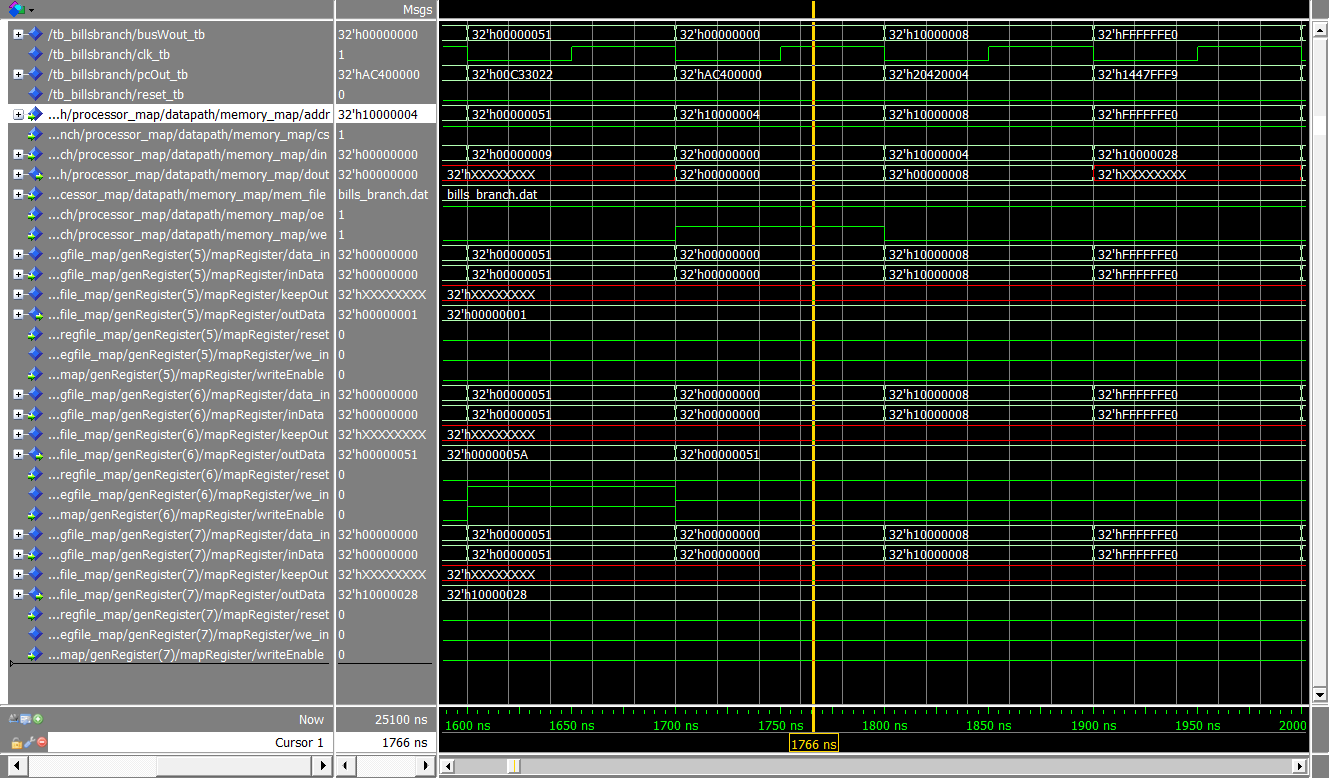 Msgs
/tb_billsbranch/busWout_tb 32'h00000000 32'h00000051 32'h00000000 32'h10000008 32'hFFFFFFE0
/tb_billsbranch/clk_tb 1
/tb_billsbranch/pcOut_tb 32'hAC400000 32'h00C33022 32'hAC400000 32'h20420004 32'h1447FFF9
/tb_billsbranch/reset_tb 0
...h/processor_map/datapath/memory_map/addr 32'h10000004 32'h00000051 32'h10000004 32'h10000008 32'hFFFFFFE0
...nch/processor_map/datapath/memory_map/cs 1
...ch/processor_map/datapath/memory_map/din 32'h00000000 32'h00000009 32'h00000000 32'h10000004 32'h10000028
...h/processor_map/datapath/memory_map/dout 32'h00000000 32'hXXXXXXXX 32'h00000000 32'h00000008 32'hXXXXXXXX
...cessor_map/datapath/memory_map/mem_file bills_branch.dat bills_branch.dat
...ch/processor_map/datapath/memory_map/oe 1
...ch/processor_map/datapath/memory_map/we 1
...gfile_map/genRegister(5)/mapRegister/data_in 32'h00000000 32'h00000051 32'h00000000 32'h10000008 32'hFFFFFFE0
...gfile_map/genRegister(5)/mapRegister/inData 32'h00000000 32'h00000051 32'h00000000 32'h10000008 32'hFFFFFFE0
...file_map/genRegister(5)/mapRegister/keepOut 32'hXXXXXXXX 32'hXXXXXXXX
...file_map/genRegister(5)/mapRegister/outData 32'h00000001 32'h00000001
...regfile_map/genRegister(5)/mapRegister/reset 0
...egfile_map/genRegister(5)/mapRegister/we_in 0
...map/genRegister(5)/mapRegister/writeEnable 0
...gfile_map/genRegister(6)/mapRegister/data_in 32'h00000000 32'h00000051 32'h00000000 32'h10000008 32'hFFFFFFE0
...gfile_map/genRegister(6)/mapRegister/inData 32'h00000000 32'h00000051 32'h00000000 32'h10000008 32'hFFFFFFE0
...file_map/genRegister(6)/mapRegister/keepOut 32'hXXXXXXXX 32'hXXXXXXXX
...file_map/genRegister(6)/mapRegister/outData 32'h00000051 32'h0000005A 32'h00000051
...regfile_map/genRegister(6)/mapRegister/reset 0
...egfile_map/genRegister(6)/mapRegister/we_in 0
...map/genRegister(6)/mapRegister/writeEnable 0
...gfile_map/genRegister(7)/mapRegister/data_in 32'h00000000 32'h00000051 32'h00000000 32'h10000008 32'hFFFFFFE0
...gfile_map/genRegister(7)/mapRegister/inData 32'h00000000 32'h00000051 32'h00000000 32'h10000008 32'hFFFFFFE0
...file_map/genRegister(7)/mapRegister/keepOut 32'hXXXXXXXX 32'hXXXXXXXX
...file_map/genRegister(7)/mapRegister/outData 32'h10000028 32'h10000028
...regfile_map/genRegister(7)/mapRegister/reset 0
...egfile_map/genRegister(7)/mapRegister/we_in 0
...map/genRegister(7)/mapRegister/writeEnable 0
Now 25100 ns 1600 ns 1650 ns 1700 ns 1750 ns 1800 ns 1850 ns 1900 ns 1950 ns 2000
Cursor 1 1766 ns 1766 ns